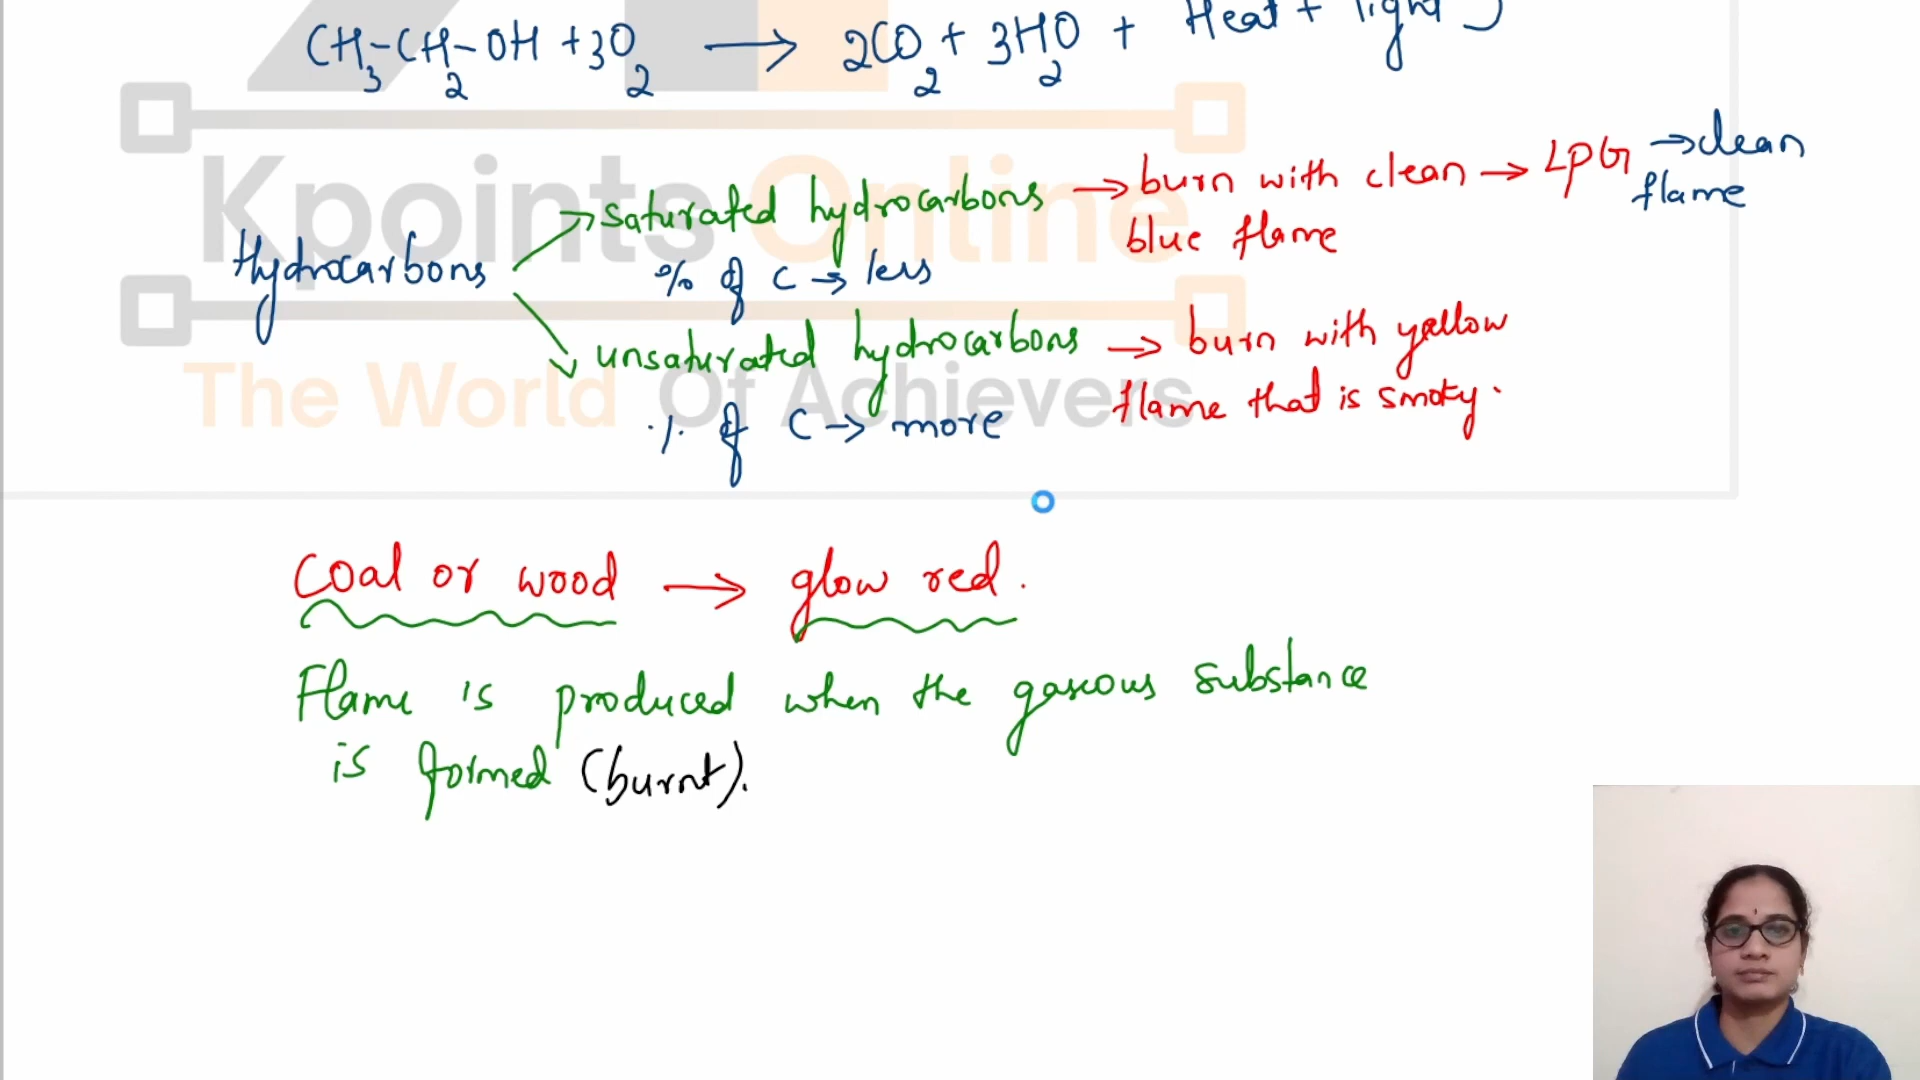 CH3-CH2-OH + 3O2 → 2CO2 + 3H2O + Heat + light
Kpoints Online
The World Of Achievers
Hydrocarbons
→ saturated hydrocarbons → burn with clean → LPG → clean
blue flame
flame
% of C → less
unsaturated hydrocarbons → burn with yellow
flame that is smoky.
% of C → more
Coal or wood → glow red.
Flame is produced when the gaseous substance
is formed (burnt).